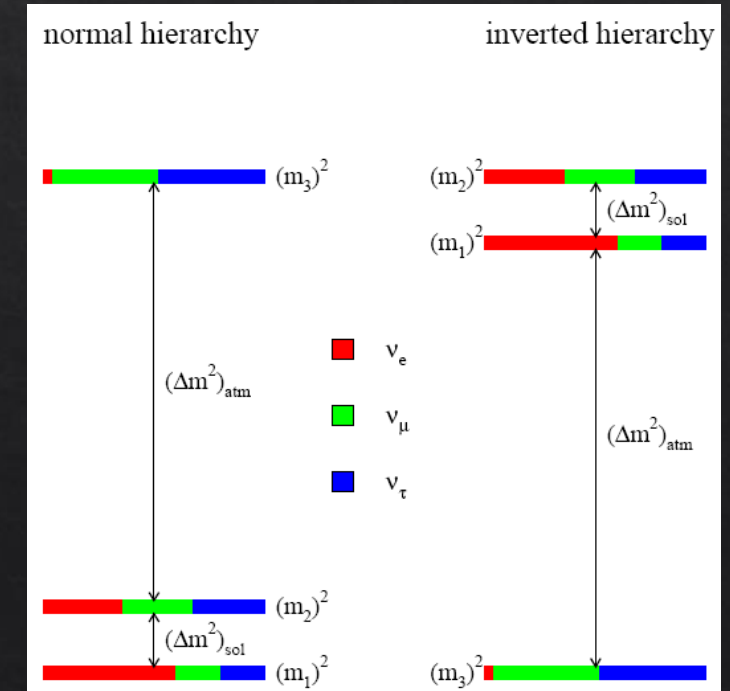 normal hierarchy
inverted hierarchy
(m₃)²
(m₂)²
(Δm²)sol
(m₁)²
νe
(Δm²)atm
νμ
(Δm²)atm
ντ
(m₂)²
(Δm²)sol
(m₁)²
(m₃)²